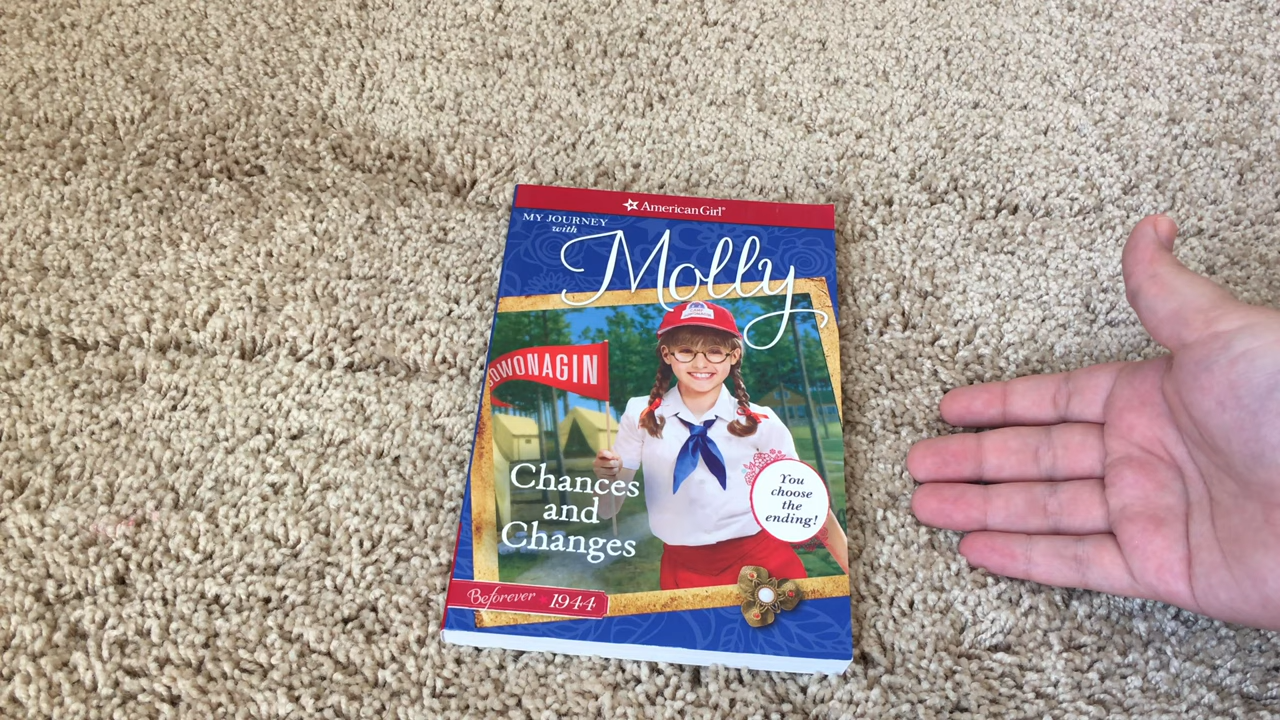 American Girl®
MY JOURNEY
with
Molly
OWONAGIN
Chances
and
Changes
You
choose
the
ending!
Beforever 1944